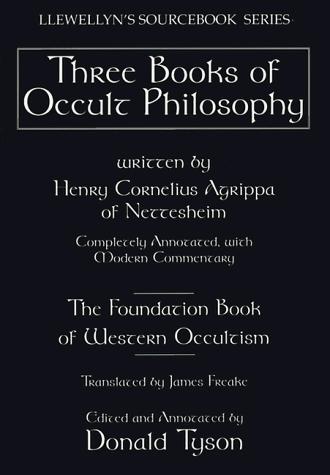 LLEWELLYN'S SOURCEBOOK SERIES
Three Books of
Occult Philosophy
written by
Henry Cornelius Agrippa
of Nettesheim
Completely Annotated, with
Modern Commentary
The Foundation Book
of Western Occultism
Translated by James Freake
Edited and Annotated by
Donald Tyson